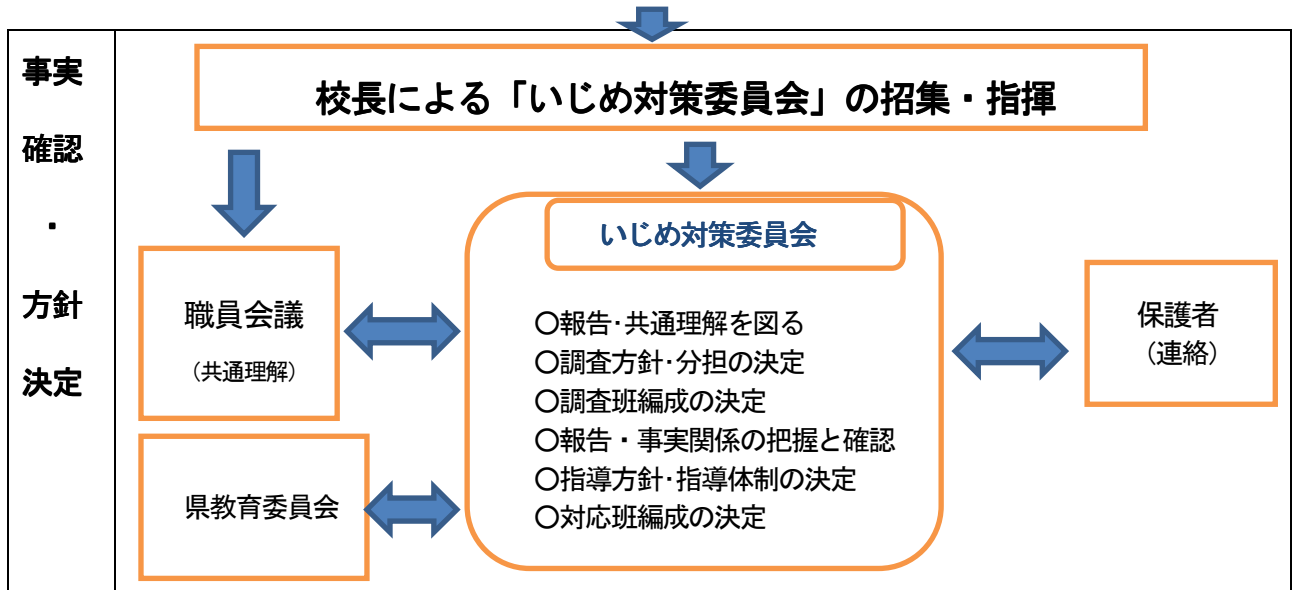 事実
確認
・
方針
決定
校長による「いじめ対策委員会」の招集・指揮
いじめ対策委員会
職員会議
（共通理解）
県教育委員会
〇報告･共通理解を図る
〇調査方針･分担の決定
〇調査班編成の決定
〇報告・事実関係の把握と確認
〇指導方針･指導体制の決定
〇対応班編成の決定
保護者
（連絡）